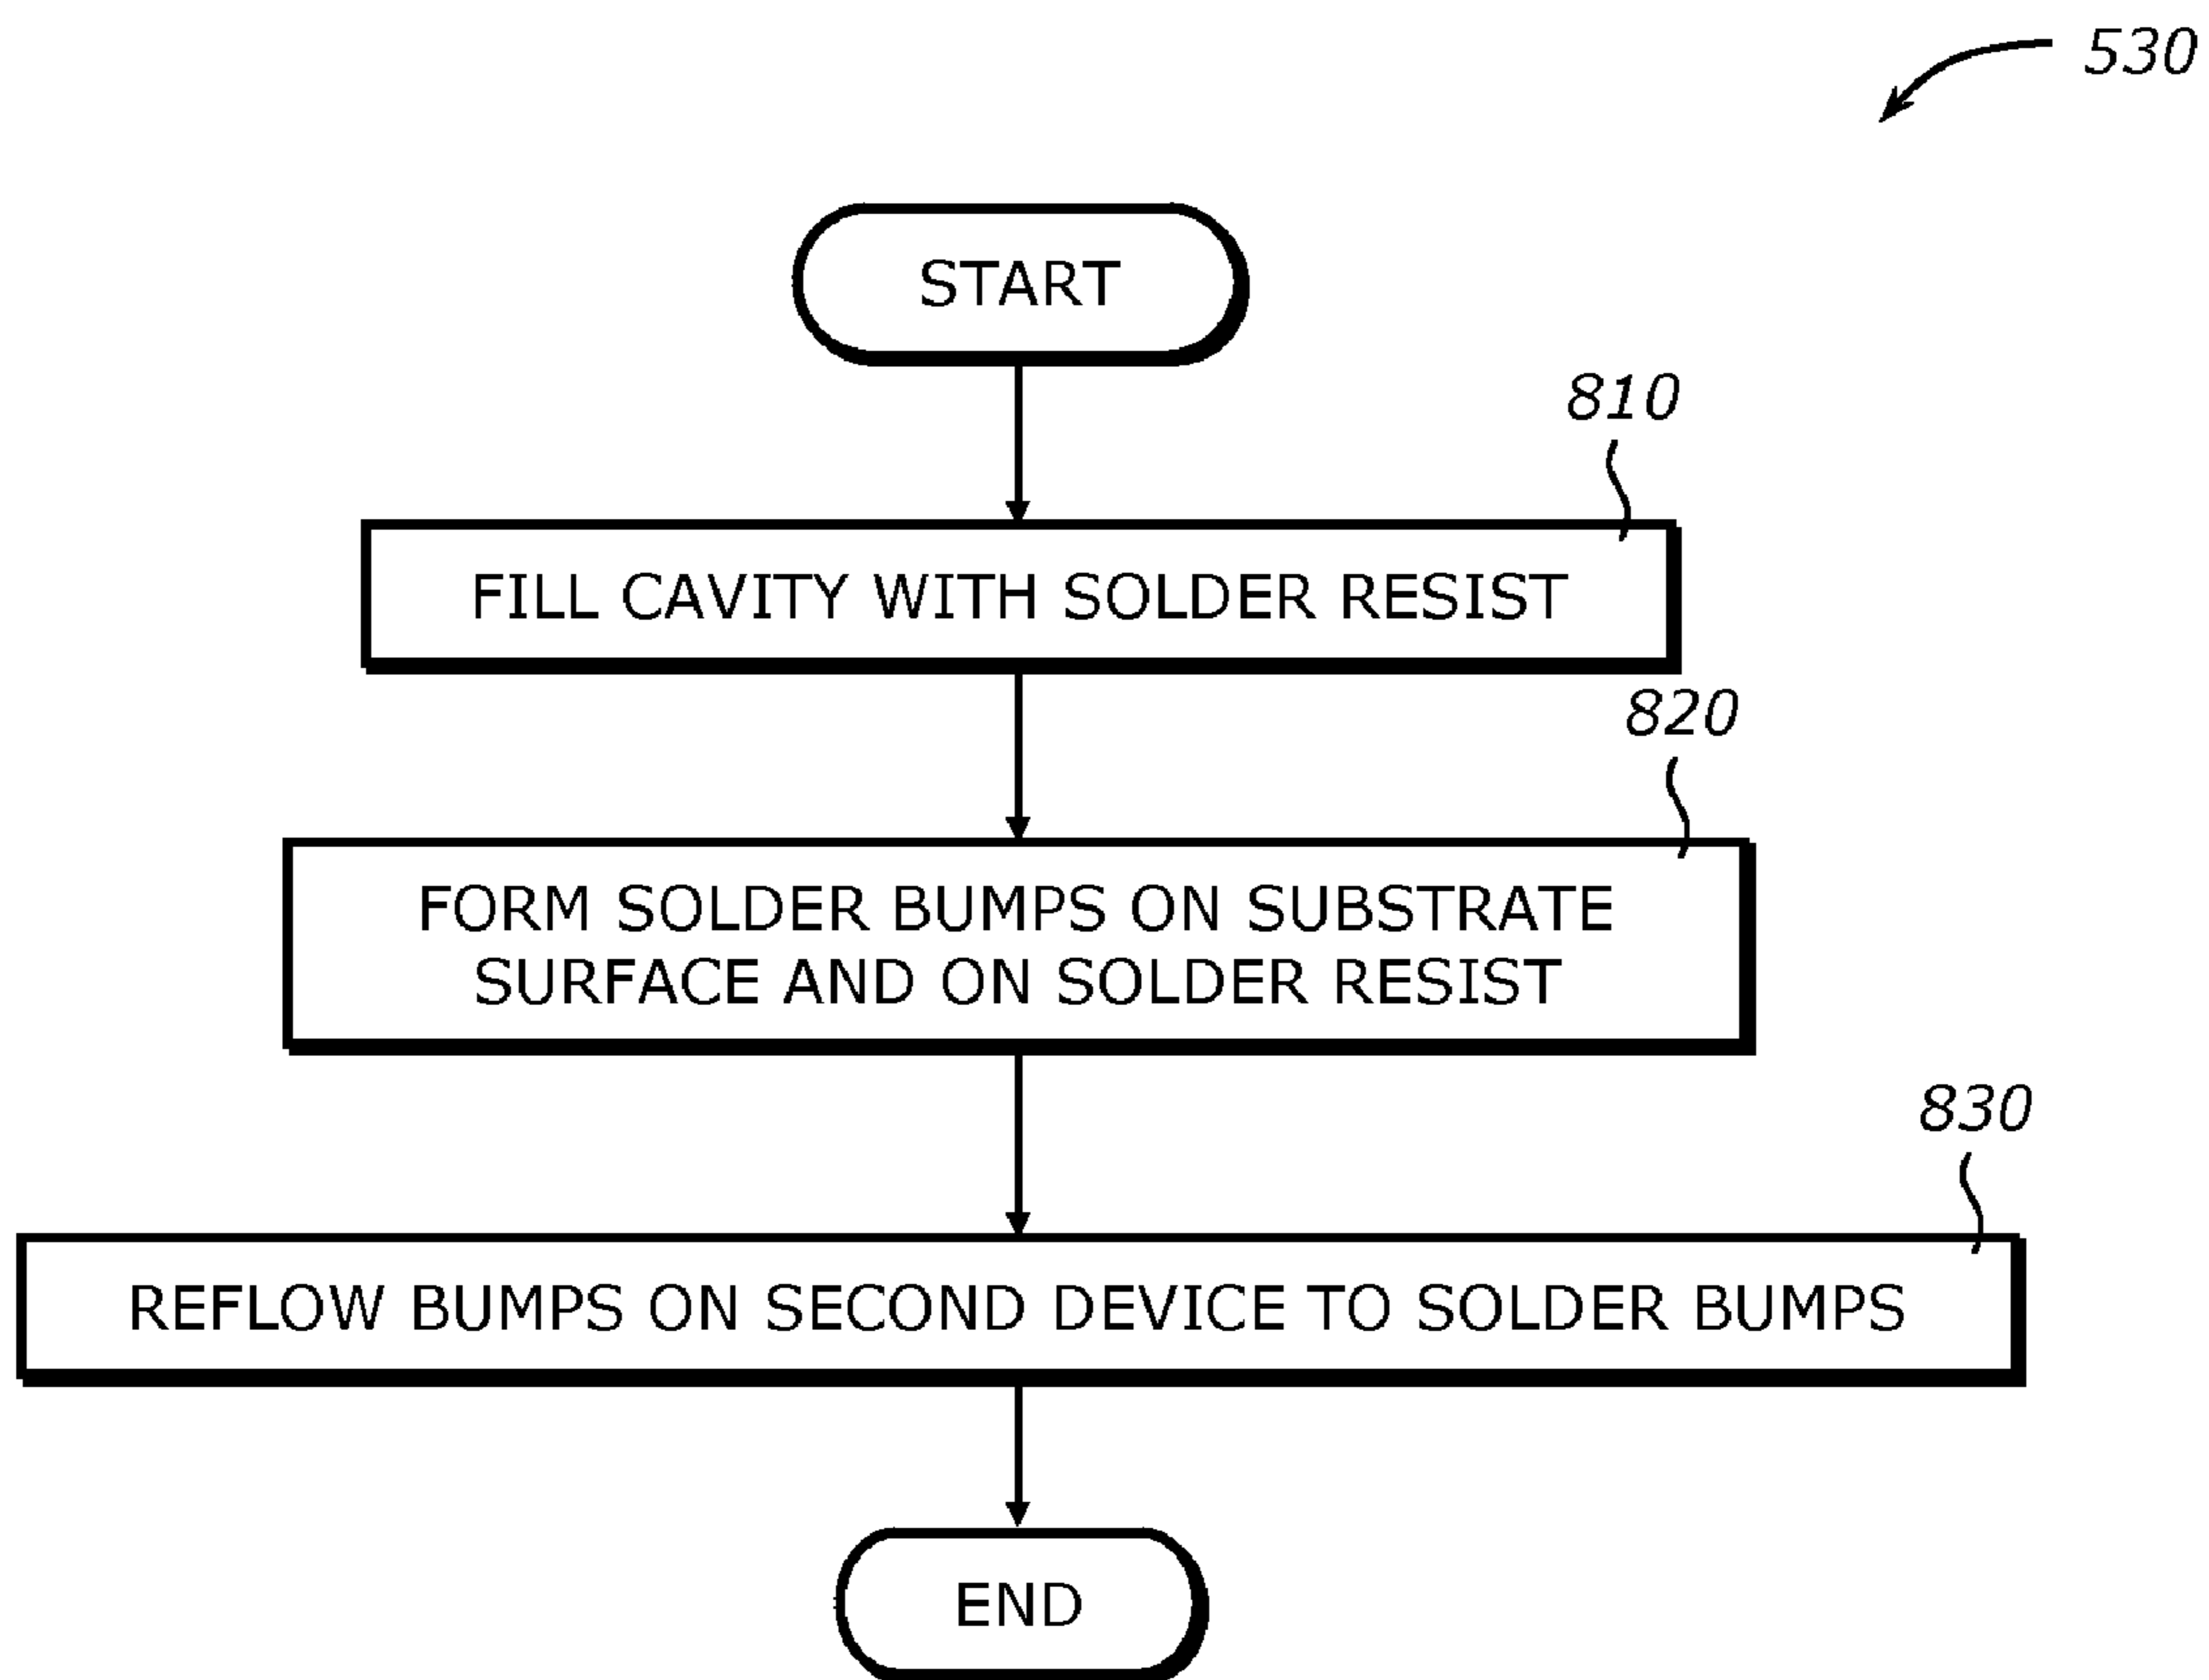 530
START
810
FILL CAVITY WITH SOLDER RESIST
820
FORM SOLDER BUMPS ON SUBSTRATE
SURFACE AND ON SOLDER RESIST
830
REFLOW BUMPS ON SECOND DEVICE TO SOLDER BUMPS
END